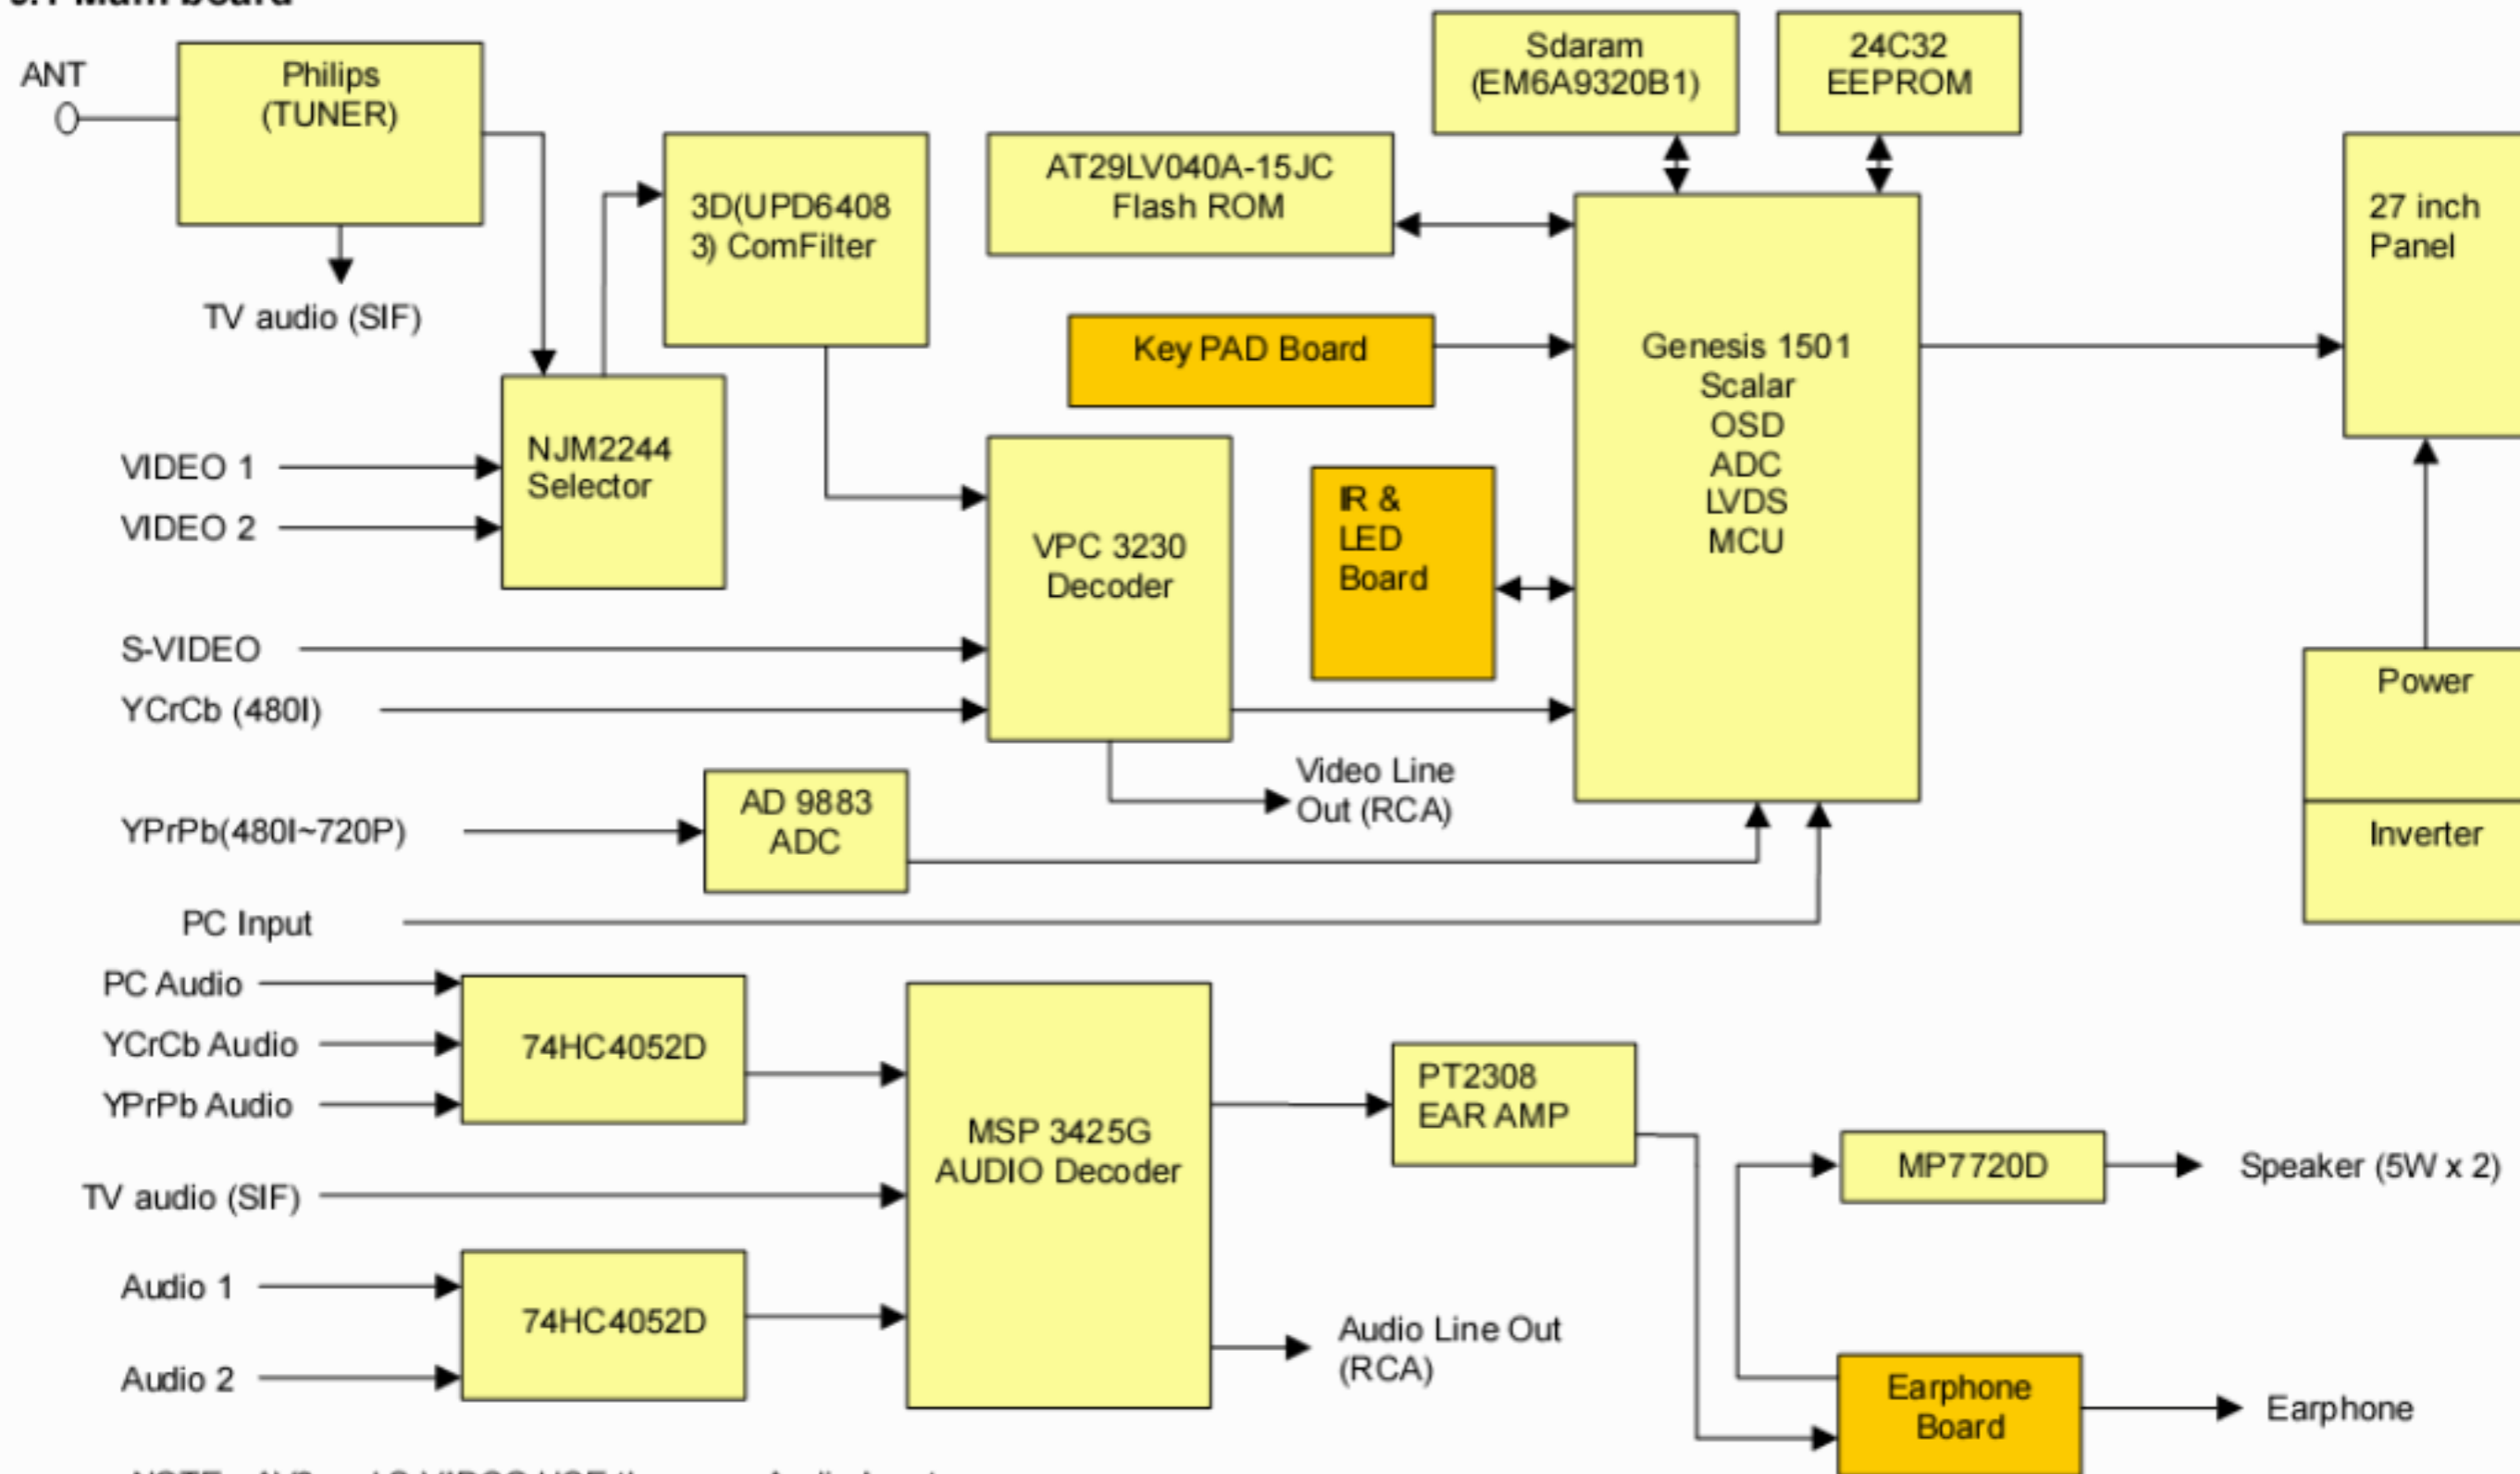 Main board
ANT
Philips
(TUNER)
TV audio (SIF)
3D(UPD6408
3) ComFilter
AT29LV040A-15JC
Flash ROM
Sdaram
(EM6A9320B1)
24C32
EEPROM
27 inch
Panel
Key PAD Board
Genesis 1501
Scalar
OSD
ADC
LVDS
MCU
VIDEO 1
VIDEO 2
NJM2244
Selector
IR &
LED
Board
VPC 3230
Decoder
S-VIDEO
YCrCb (480I)
Power
Inverter
Video Line
Out (RCA)
YPrPb(480I~720P)
AD 9883
ADC
PC Input
PC Audio
YCrCb Audio
YPrPb Audio
74HC4052D
MSP 3425G
AUDIO Decoder
PT2308
EAR AMP
MP7720D
Speaker (5W x 2)
TV audio (SIF)
Audio 1
Audio 2
74HC4052D
Audio Line Out
(RCA)
Earphone
Board
Earphone